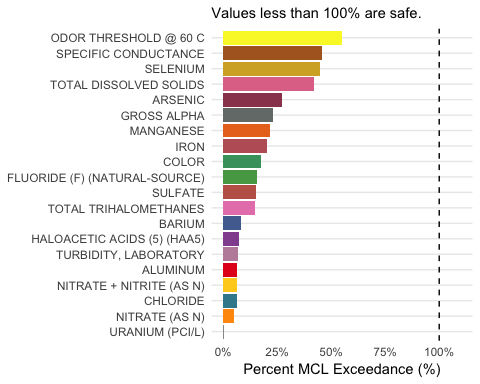 Values less than 100% are safe.
ODOR THRESHOLD @ 60 C
SPECIFIC CONDUCTANCE
SELENIUM
TOTAL DISSOLVED SOLIDS
ARSENIC
GROSS ALPHA
MANGANESE
IRON
COLOR
FLUORIDE (F) (NATURAL-SOURCE)
SULFATE
TOTAL TRIHALOMETHANES
BARIUM
HALOACETIC ACIDS (5) (HAA5)
TURBIDITY, LABORATORY
ALUMINUM
NITRATE + NITRITE (AS N)
CHLORIDE
NITRATE (AS N)
URANIUM (PCI/L)
0% 25% 50% 75% 100%
Percent MCL Exceedance (%)